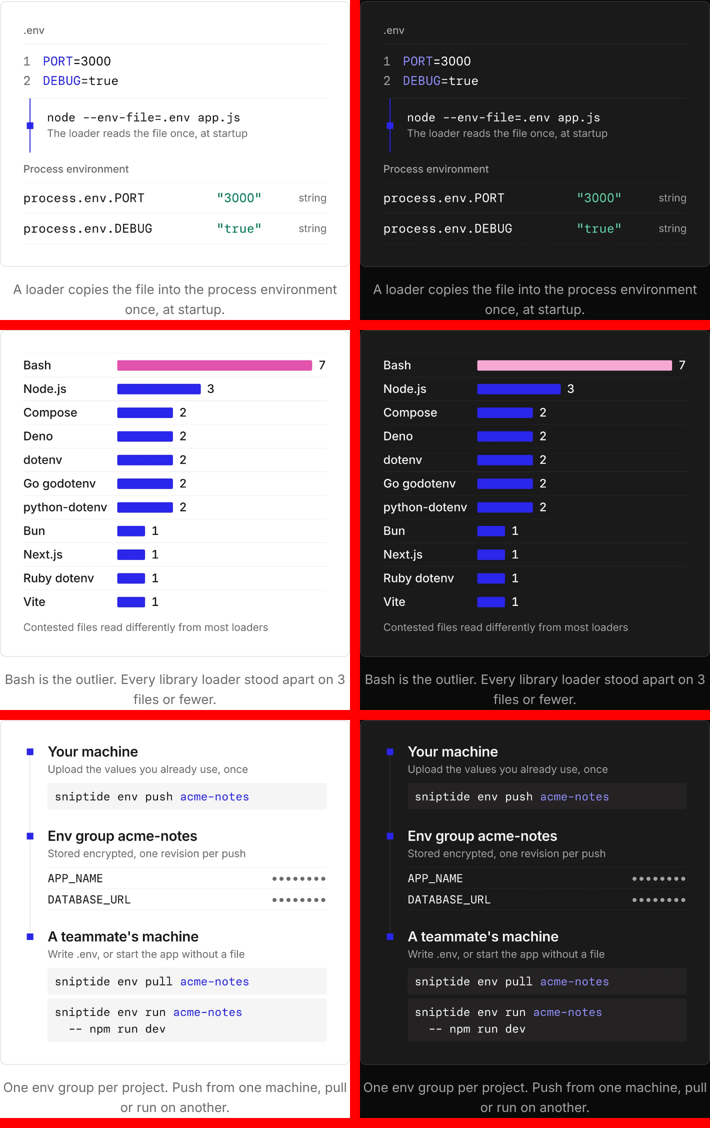 .env
1 PORT=3000
2 DEBUG=true
node --env-file=.env app.js
The loader reads the file once, at startup
Process environment
process.env.PORT "3000" string
process.env.DEBUG "true" string
A loader copies the file into the process environment
once, at startup.
.env
1 PORT=3000
2 DEBUG=true
node --env-file=.env app.js
The loader reads the file once, at startup
Process environment
process.env.PORT "3000" string
process.env.DEBUG "true" string
A loader copies the file into the process environment
once, at startup.
Bash 7
Node.js 3
Compose 2
Deno 2
dotenv 2
Go godotenv 2
python-dotenv 2
Bun 1
Next.js 1
Ruby dotenv 1
Vite 1
Contested files read differently from most loaders
Bash is the outlier. Every library loader stood apart on 3
files or fewer.
Bash 7
Node.js 3
Compose 2
Deno 2
dotenv 2
Go godotenv 2
python-dotenv 2
Bun 1
Next.js 1
Ruby dotenv 1
Vite 1
Contested files read differently from most loaders
Bash is the outlier. Every library loader stood apart on 3
files or fewer.
Your machine
Upload the values you already use, once
sniptide env push acme-notes
Env group acme-notes
Stored encrypted, one revision per push
APP_NAME ••••••••
DATABASE_URL ••••••••
A teammate's machine
Write .env, or start the app without a file
sniptide env pull acme-notes
sniptide env run acme-notes
-- npm run dev
One env group per project. Push from one machine, pull
or run on another.
Your machine
Upload the values you already use, once
sniptide env push acme-notes
Env group acme-notes
Stored encrypted, one revision per push
APP_NAME ••••••••
DATABASE_URL ••••••••
A teammate's machine
Write .env, or start the app without a file
sniptide env pull acme-notes
sniptide env run acme-notes
-- npm run dev
One env group per project. Push from one machine, pull
or run on another.